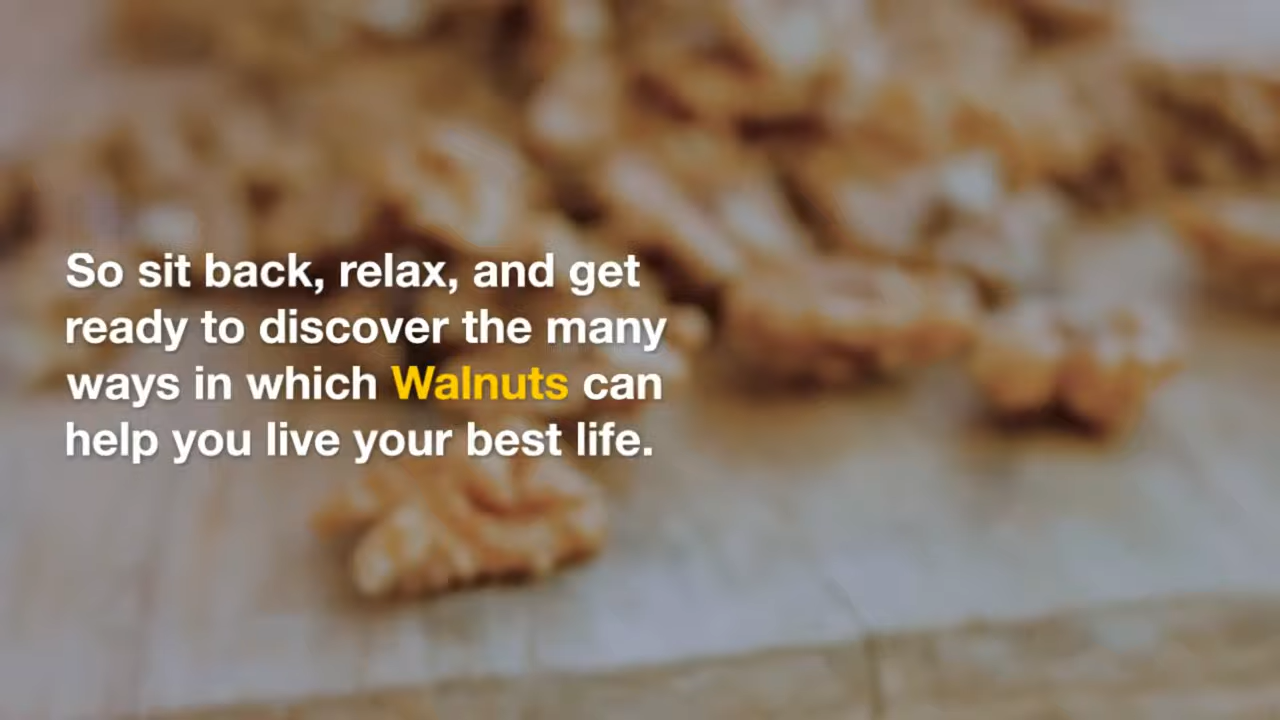 So sit back, relax, and get
ready to discover the many
ways in which Walnuts can
help you live your best life.